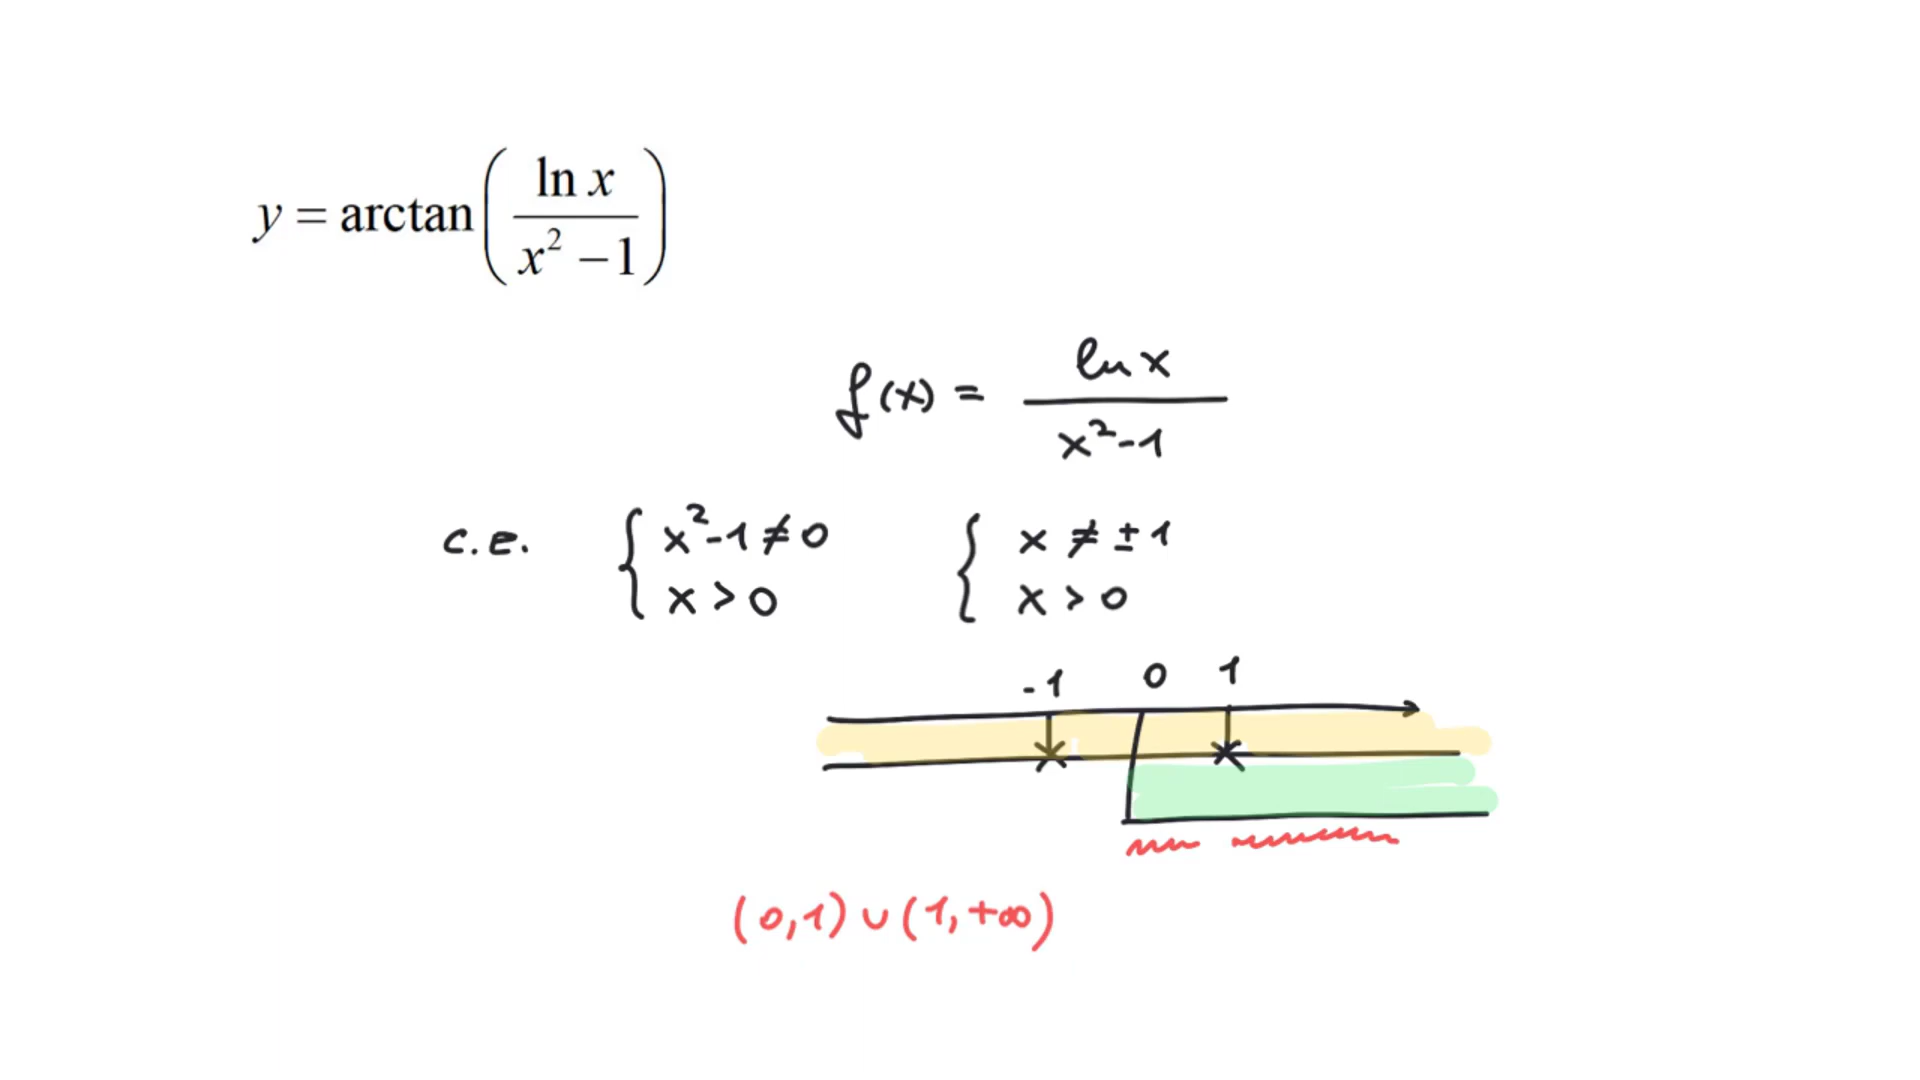 y = arctan( ln x / (x² − 1) )
f(x) = ln x / (x² - 1)
c.e. { x² - 1 ≠ 0 { x ≠ ± 1
x > 0 x > 0
-1 0 1
(0, 1) ∪ (1, +∞)